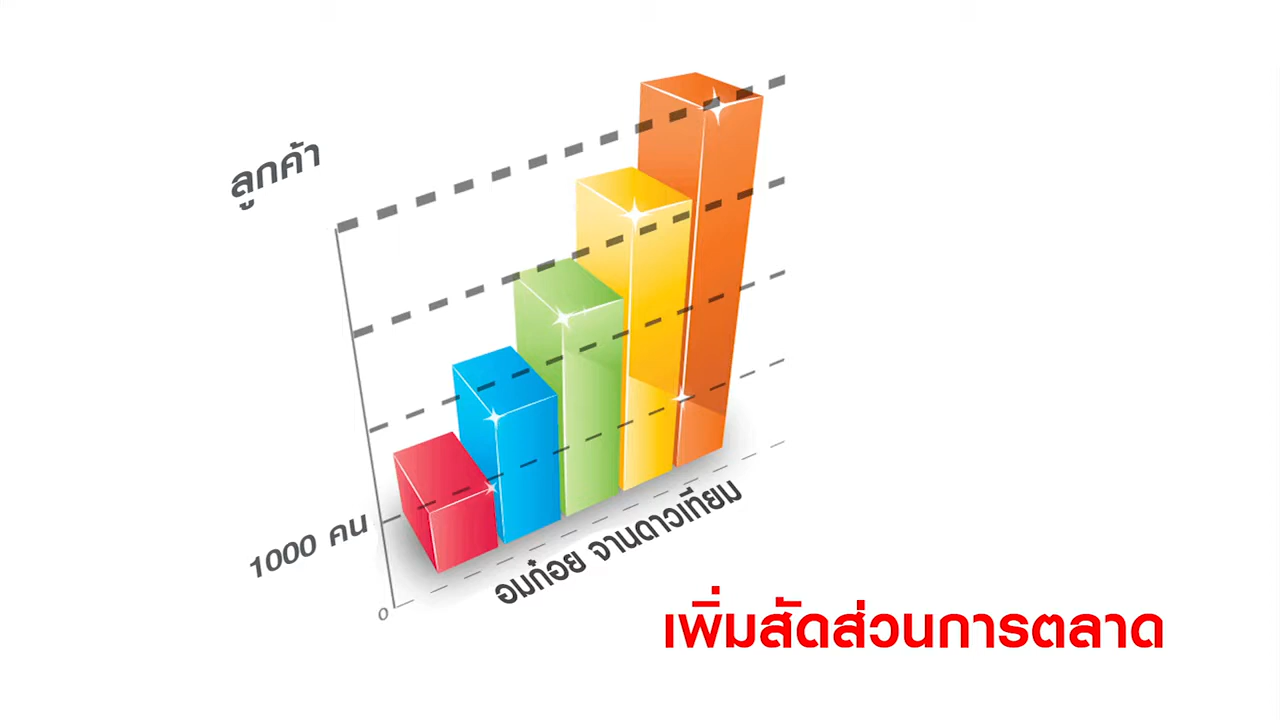 ลูกค้า
1000 คน
0
อมก๋อย จานดาวเทียม
เพิ่มสัดส่วนการตลาด